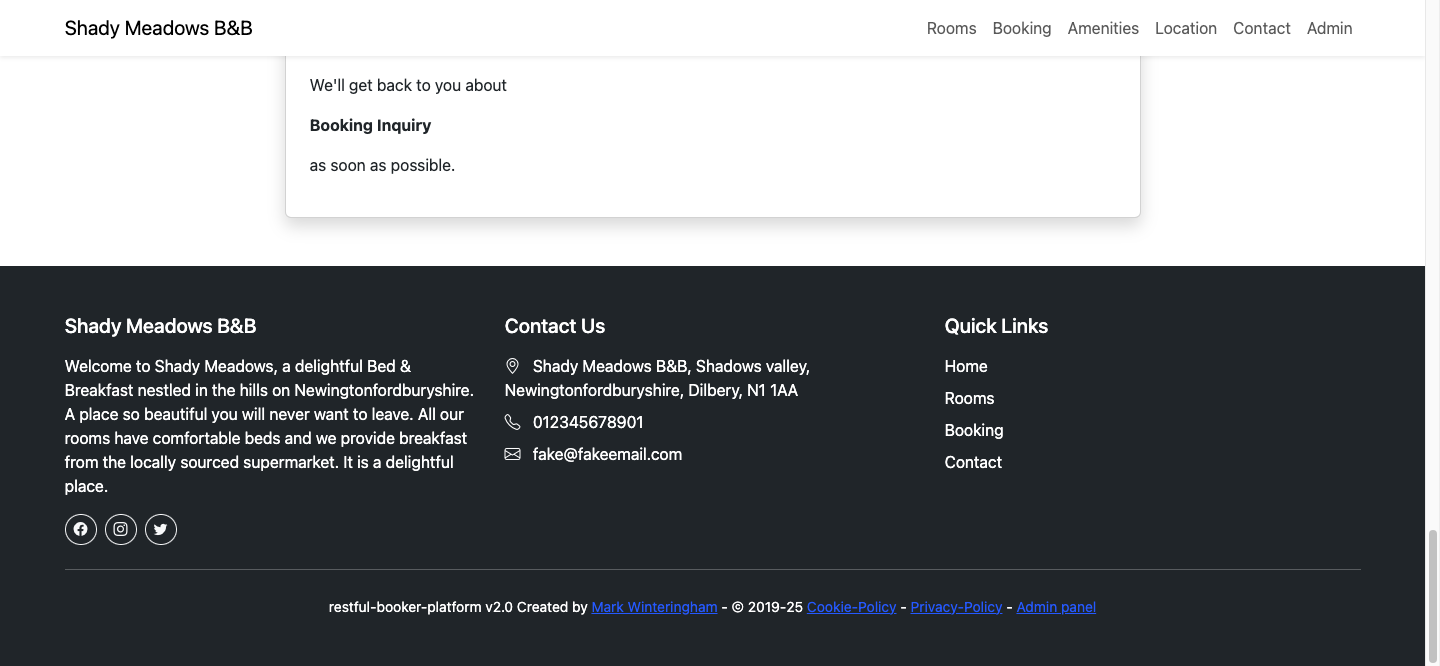 Shady Meadows B&B
Rooms Booking Amenities Location Contact Admin
We'll get back to you about
Booking Inquiry
as soon as possible.
Shady Meadows B&B
Welcome to Shady Meadows, a delightful Bed &
Breakfast nestled in the hills on Newingtonfordburyshire.
A place so beautiful you will never want to leave. All our
rooms have comfortable beds and we provide breakfast
from the locally sourced supermarket. It is a delightful
place.
Contact Us
Shady Meadows B&B, Shadows valley,
Newingtonfordburyshire, Dilbery, N1 1AA
012345678901
fake@fakeemail.com
Quick Links
Home
Rooms
Booking
Contact
restful-booker-platform v2.0 Created by Mark Winteringham - © 2019-25 Cookie-Policy - Privacy-Policy - Admin panel